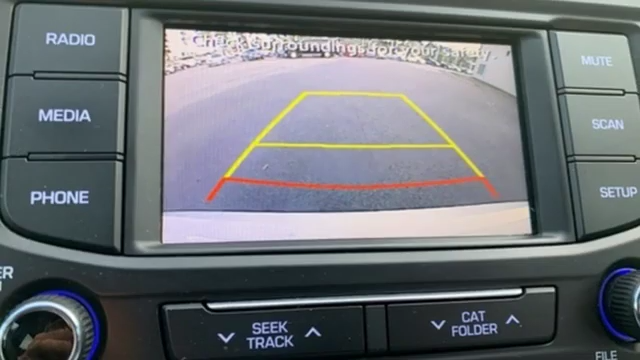 Check Surroundings for your safety
RADIO
MEDIA
PHONE
MUTE
SCAN
SETUP
SEEK
TRACK
CAT
FOLDER
FILE